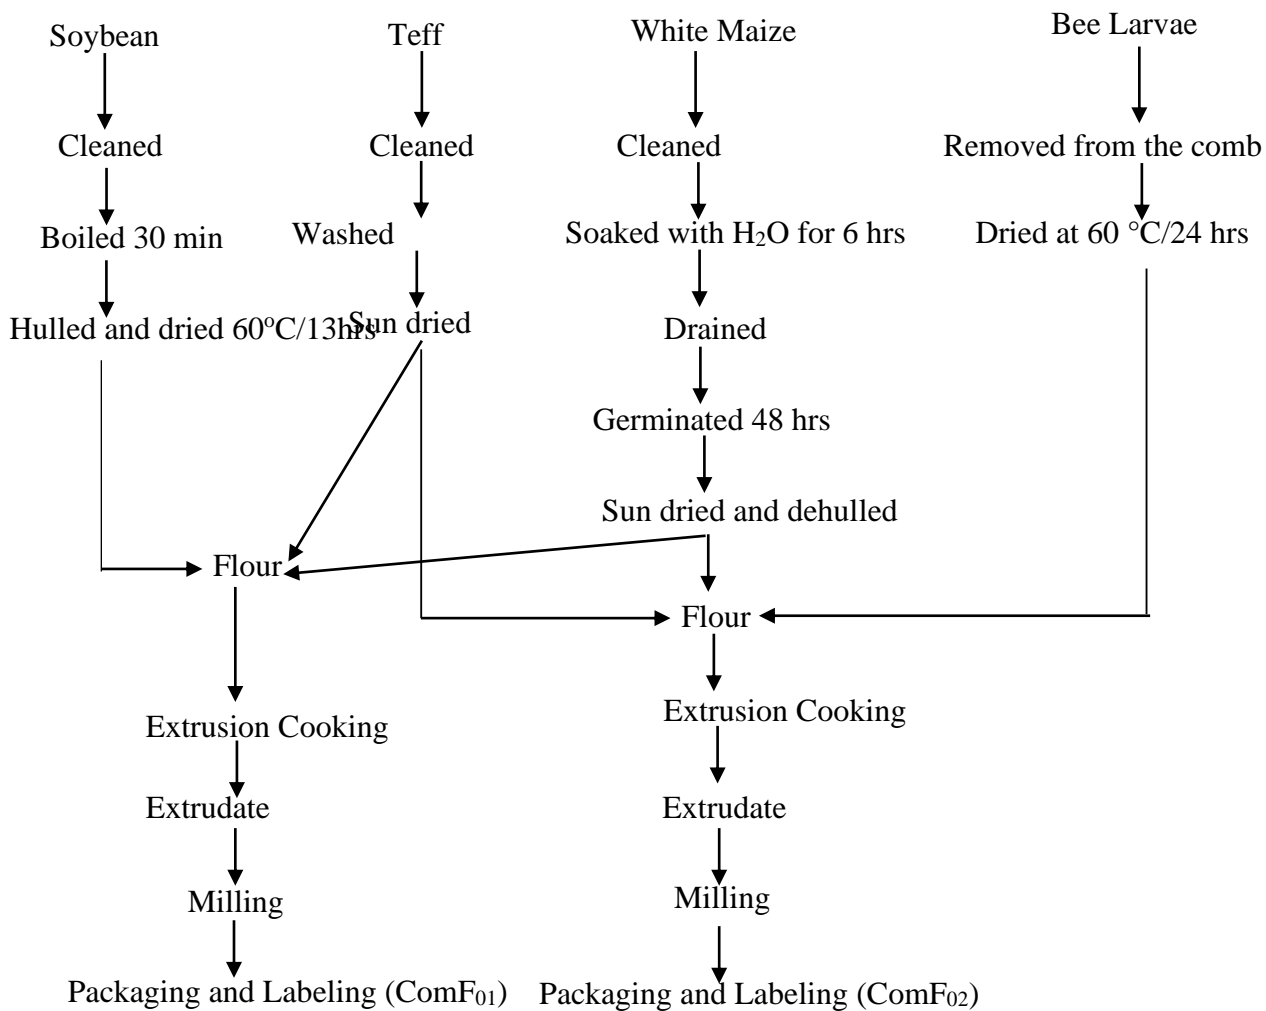 Soybean
Teff
White Maize
Bee Larvae
Cleaned
Cleaned
Cleaned
Removed from the comb
Boiled 30 min
Washed
Soaked with H₂O for 6 hrs
Dried at 60 °C/24 hrs
Hulled and dried 60°C/13hrs
Sun dried
Drained
Germinated 48 hrs
Sun dried and dehulled
Flour
Flour
Extrusion Cooking
Extrusion Cooking
Extrudate
Extrudate
Milling
Milling
Packaging and Labeling (ComF₀₁)
Packaging and Labeling (ComF₀₂)